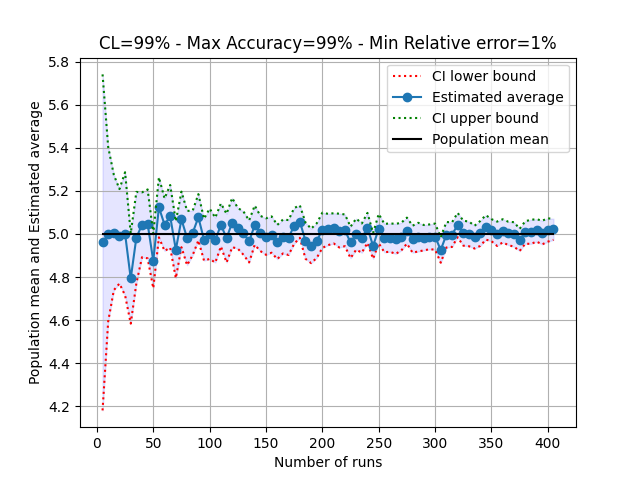 CL=99% - Max Accuracy=99% - Min Relative error=1%
CI lower bound
Estimated average
CI upper bound
Population mean
Population mean and Estimated average
5.8
5.6
5.4
5.2
5.0
4.8
4.6
4.4
4.2
0 50 100 150 200 250 300 350 400
Number of runs